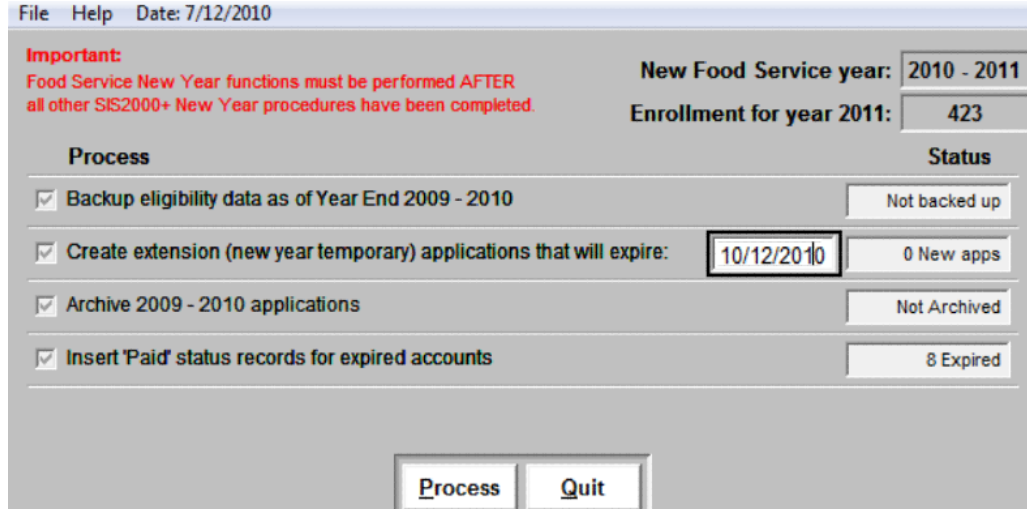 File Help Date: 7/12/2010
Important:
Food Service New Year functions must be performed AFTER
all other SIS2000+ New Year procedures have been completed.
New Food Service year: 2010 - 2011
Enrollment for year 2011: 423
Process Status
Backup eligibility data as of Year End 2009 - 2010 Not backed up
Create extension (new year temporary) applications that will expire: 10/12/2010 0 New apps
Archive 2009 - 2010 applications Not Archived
Insert 'Paid' status records for expired accounts 8 Expired
Process Quit